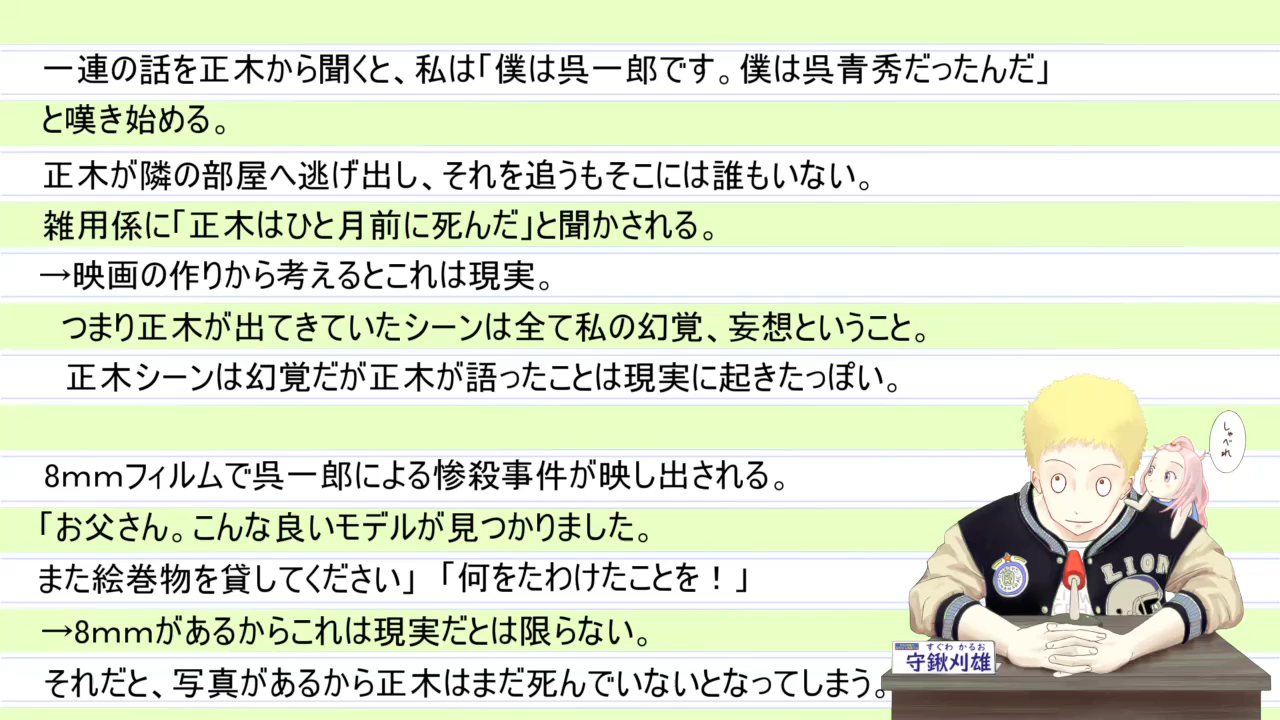 一連の話を正木から聞くと、私は「僕は呉一郎です。僕は呉青秀だったんだ」
と嘆き始める。
正木が隣の部屋へ逃げ出し、それを追うもそこには誰もいない。
雑用係に「正木はひと月前に死んだ」と聞かされる。
→映画の作りから考えるとこれは現実。
つまり正木が出てきていたシーンは全て私の幻覚、妄想ということ。
正木シーンは幻覚だが正木が語ったことは現実に起きたっぽい。
8mmフィルムで呉一郎による惨殺事件が映し出される。
「お父さん。こんな良いモデルが見つかりました。
また絵巻物を貸してください」「何をたわけたことを！」
→8mmがあるからこれは現実だとは限らない。
それだと、写真があるから正木はまだ死んでいないとなってしまう。
しゃべれ
LION
すぐわ かるお
守鍬刈雄